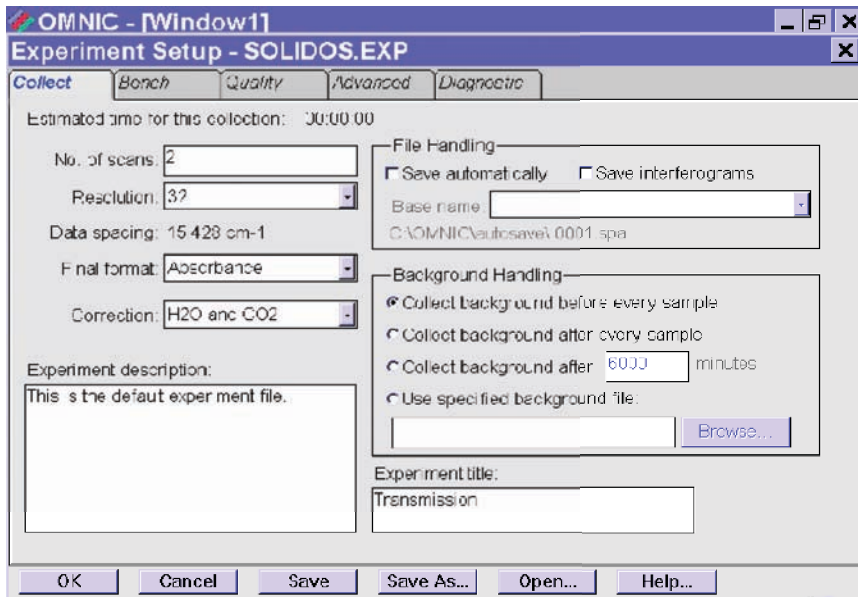 OMNIC - [Window1]
Experiment Setup - SOLIDOS.EXP
Collect Bench Quality Advanced Diagnostic
Estimated time for this collection: 00:00:00
No. of scans: 2
Resolution: 32
Data spacing: 15.428 cm-1
Final format: Absorbance
Correction: H2O and CO2
Experiment description:
This is the defaut experiment file.
File Handling
Save automatically Save interferograms
Base name:
C:\OMNIC\autosave\ 0001.spa
Background Handling
Collect background before every sample
Collect background after every sample
Collect background after 6000 minutes
Use specified background file:
Browse...
Experiment title:
Transmission
OK Cancel Save Save As... Open... Help...